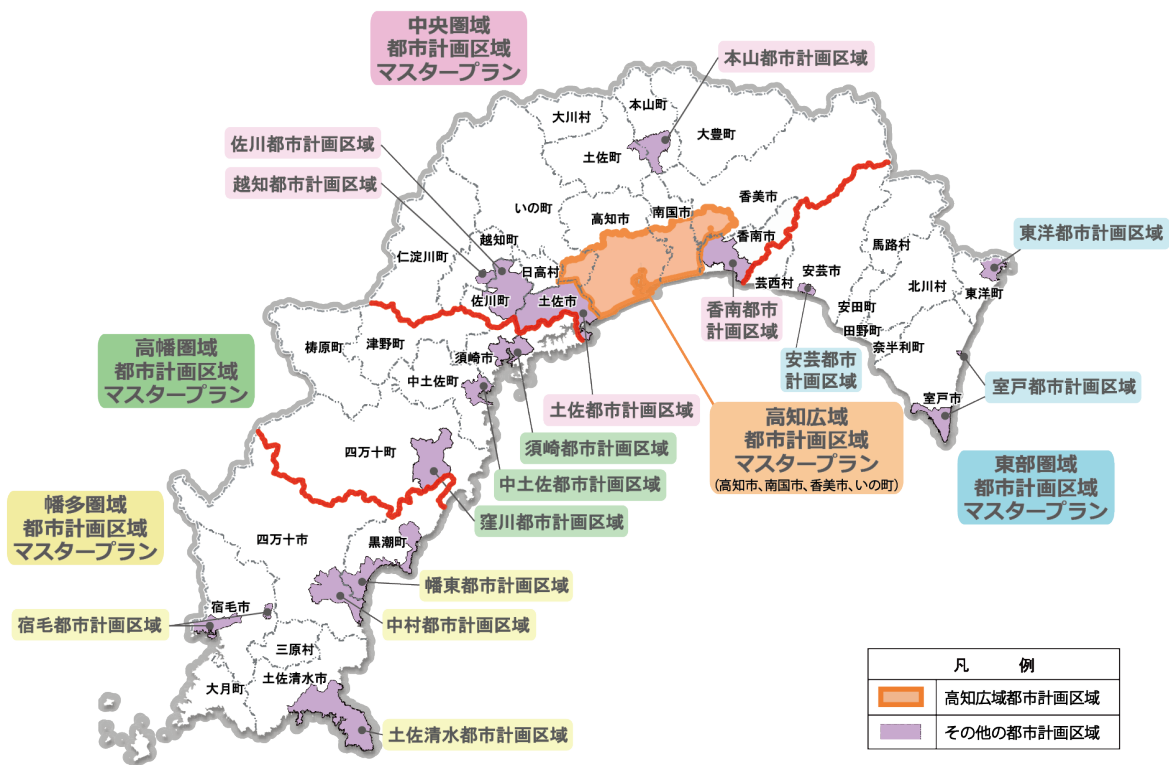 中央圏域
都市計画区域
マスタープラン
本山都市計画区域
本山町
大川村
大豊町
佐川都市計画区域
土佐町
越知都市計画区域
香美市
いの町
高知市
南国市
越知町
香南市
東洋都市計画区域
仁淀川町
日高村
馬路村
安芸市
芸西村
北川村
東洋町
佐川町
土佐市
安田町
香南都市
計画区域
田野町
高幡圏域
都市計画区域
マスタープラン
梼原町
津野町
須崎市
奈半利町
安芸都市
計画区域
中土佐町
室戸都市計画区域
室戸市
土佐都市計画区域
高知広域
都市計画区域
マスタープラン
(高知市、南国市、香美市、いの町)
四万十町
須崎都市計画区域
東部圏域
都市計画区域
マスタープラン
中土佐都市計画区域
幡多圏域
都市計画区域
マスタープラン
窪川都市計画区域
四万十市
黒潮町
幡東都市計画区域
宿毛市
宿毛都市計画区域
中村都市計画区域
三原村
土佐清水市
大月町
土佐清水都市計画区域
凡 例
高知広域都市計画区域
その他の都市計画区域